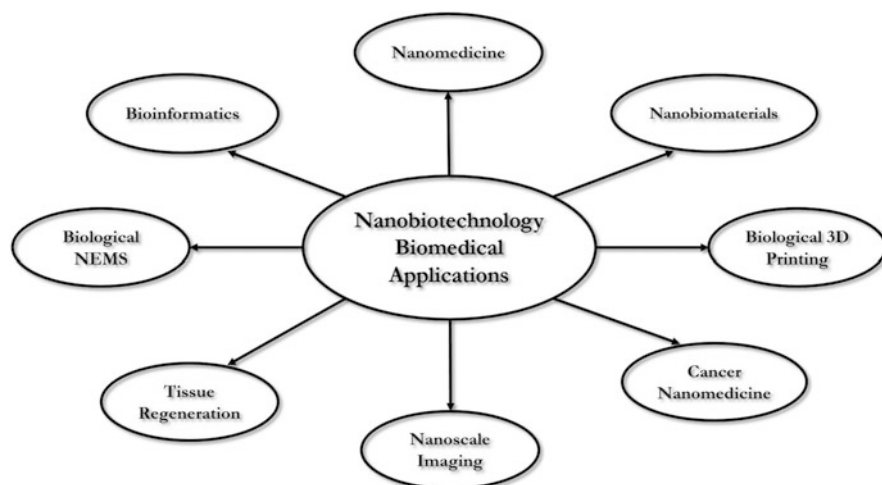 Nanomedicine
Bioinformatics
Nanobiomaterials
Nanobiotechnology
Biomedical
Applications
Biological
NEMS
Biological 3D
Printing
Tissue
Regeneration
Cancer
Nanomedicine
Nanoscale
Imaging